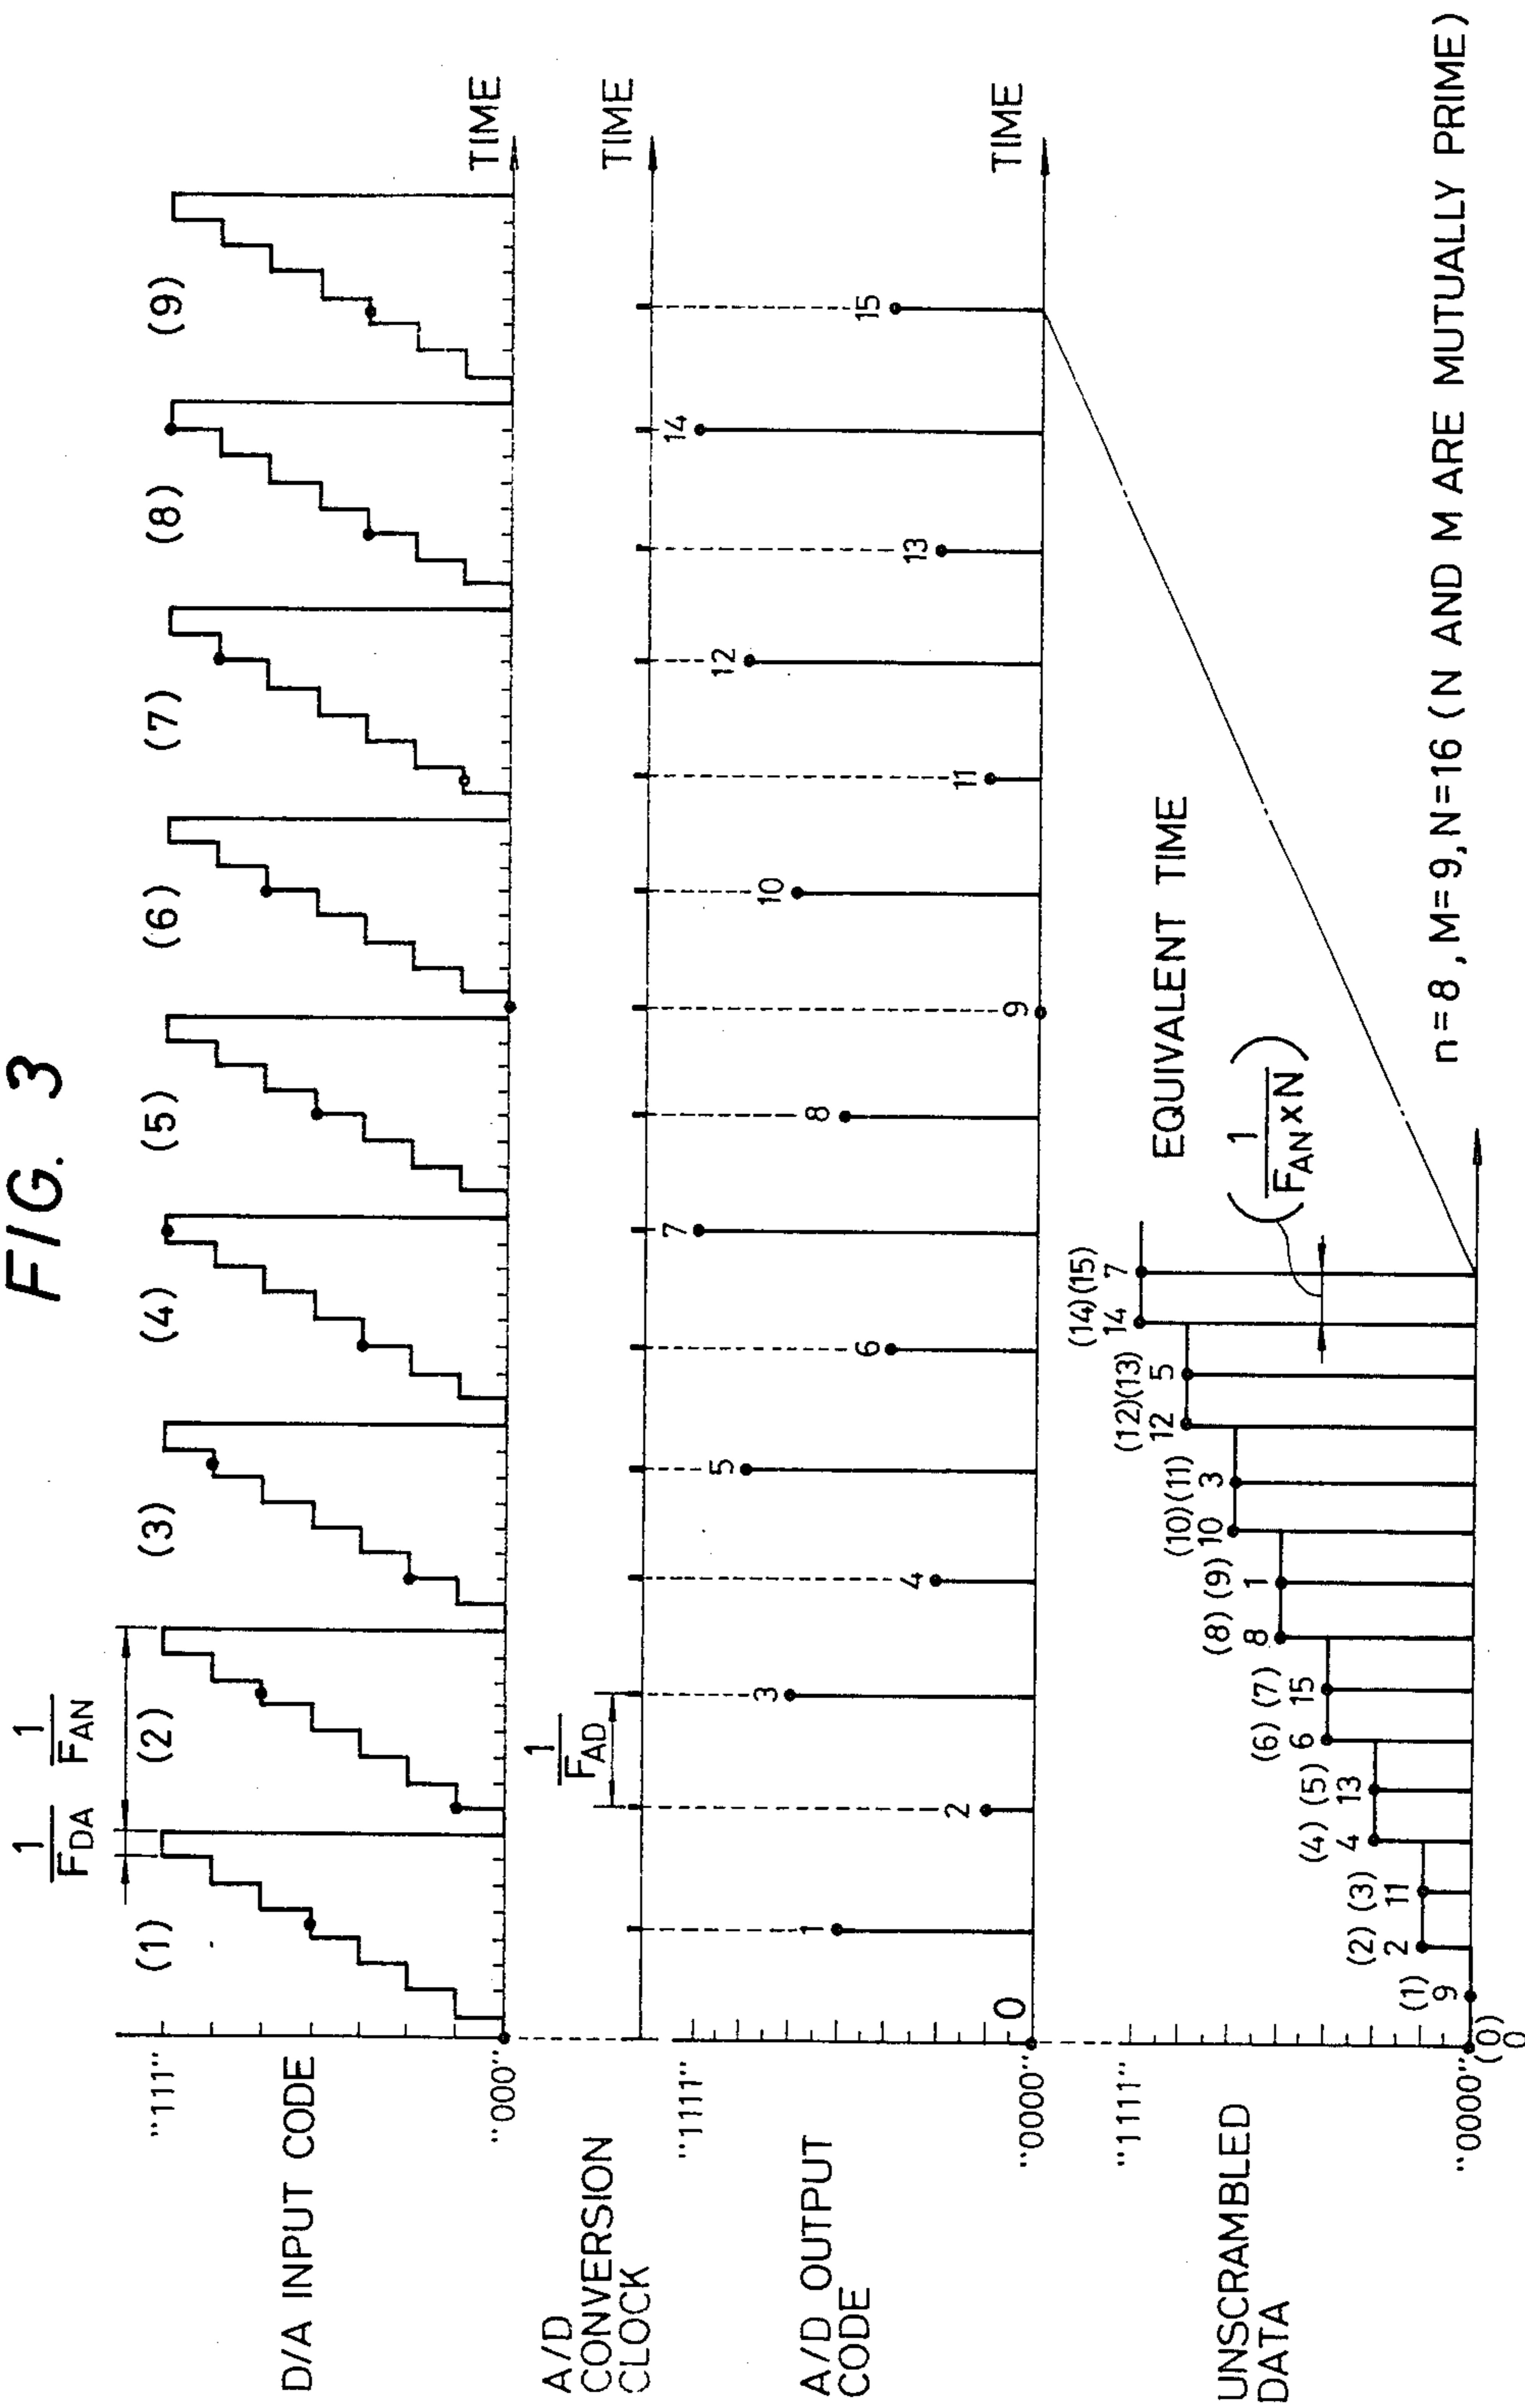 FIG. 3
1/FDA 1/FAN
(1) (2) (3) (4) (5) (6) (7) (8) (9)
"111"
D/A INPUT CODE
"000"
TIME
1/FAD
A/D
CONVERSION
CLOCK
TIME
"1111"
A/D OUTPUT
CODE
"0000"
0 1 2 3 4 5 6 7 8 9 10 11 12 13 14 15
TIME
"1111"
UNSCRAMBLED
DATA
"0000"
(0) (1) (2) (3) (4) (5) (6) (7) (8) (9) (10) (11) (12) (13) (14) (15)
0 9 2 11 4 13 6 15 8 1 10 3 12 5 14 7
EQUIVALENT TIME
(1/FAN×N)
n=8, M=9, N=16 (N AND M ARE MUTUALLY PRIME)